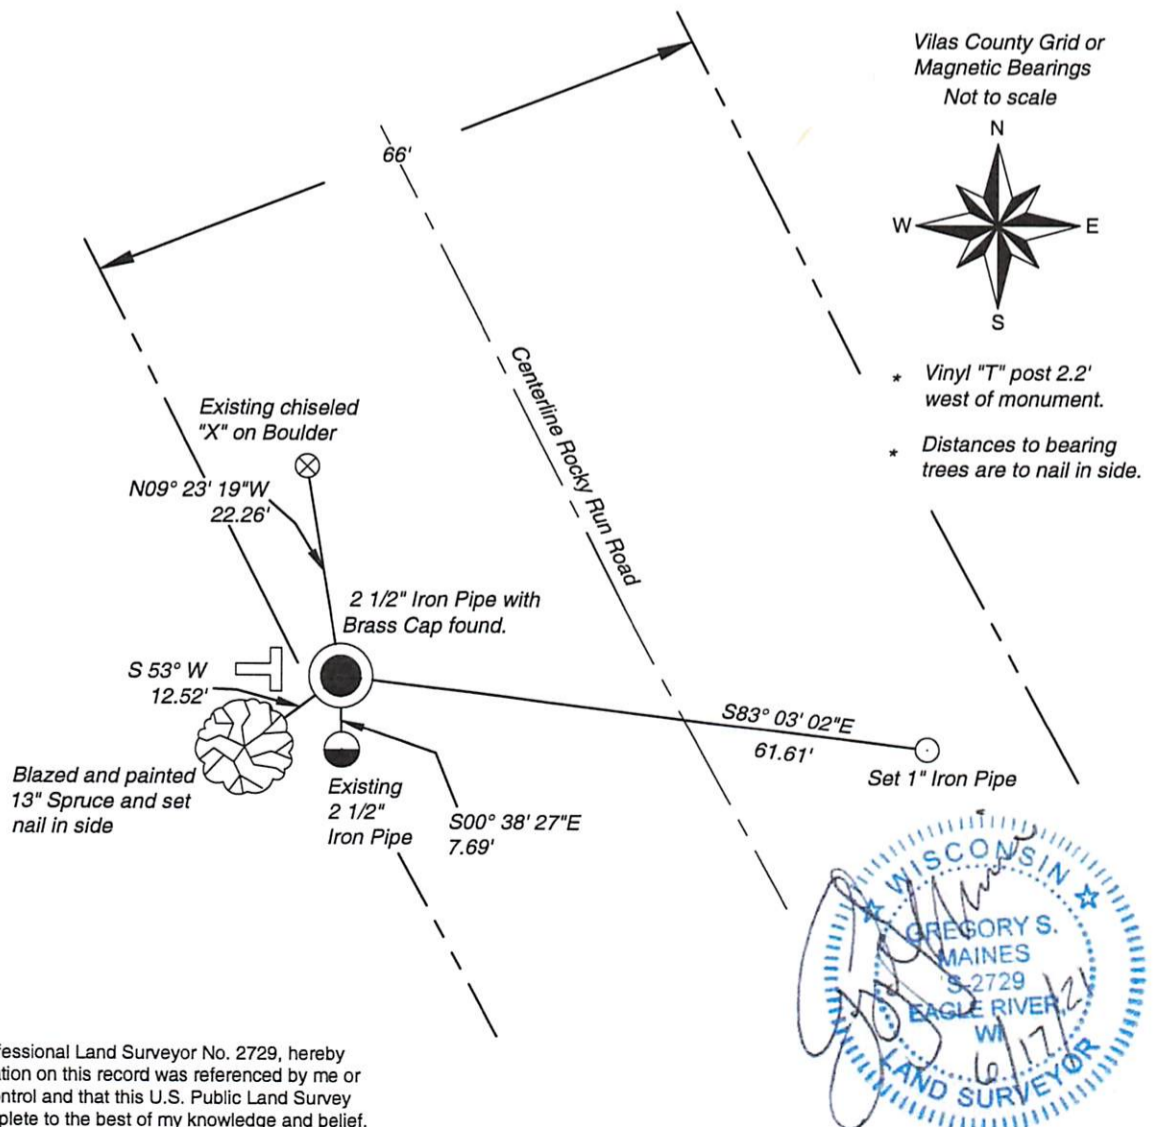 Vilas County Grid or
Magnetic Bearings
Not to scale
N
W
E
S
66'
Centerline Rocky Run Road
* Vinyl "T" post 2.2'
west of monument.
* Distances to bearing
trees are to nail in side.
Existing chiseled
"X" on Boulder
N09° 23' 19"W
22.26'
2 1/2" Iron Pipe with
Brass Cap found.
S 53° W
12.52'
S83° 03' 02"E
61.61'
Set 1" Iron Pipe
Blazed and painted
13" Spruce and set
nail in side
Existing
2 1/2"
Iron Pipe
S00° 38' 27"E
7.69'
WISCONSIN
GREGORY S.
MAINES
S-2729
EAGLE RIVER,
WI
6/17/21
LAND SURVEYOR
fessional Land Surveyor No. 2729, hereby
tion on this record was referenced by me or
ontrol and that this U.S. Public Land Survey
plete to the best of my knowledge and belief.